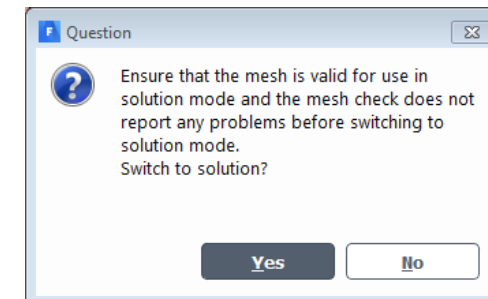 F Question
Ensure that the mesh is valid for use in
solution mode and the mesh check does not
report any problems before switching to
solution mode.
Switch to solution?
Yes No